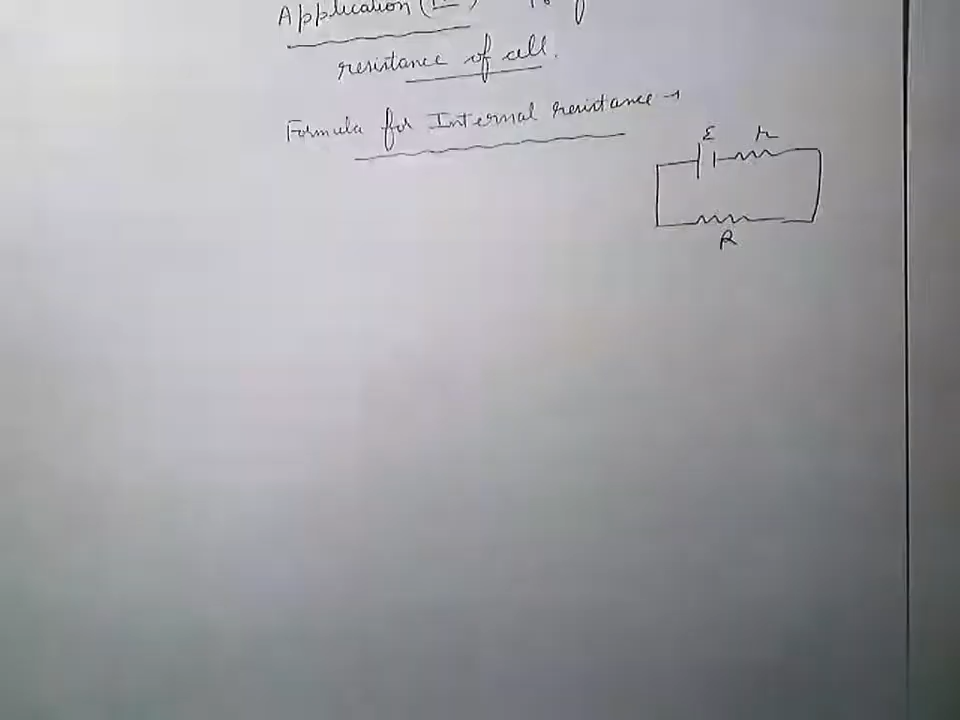 Application
resistance of cell.
Formula for Internal resistance →
ε r
R